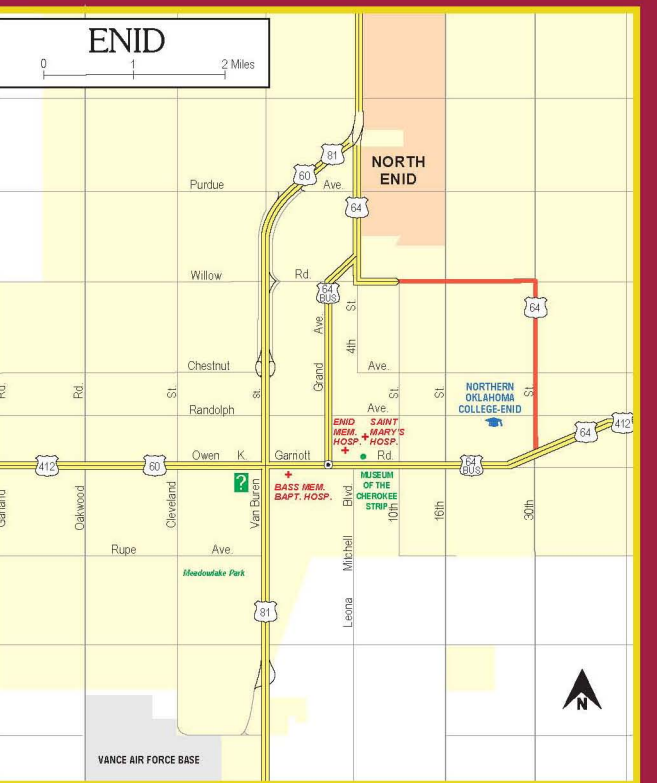 ENID
0 1 2 Miles
81
60
NORTH
ENID
Purdue Ave.
64
Willow Rd.
64
BUS
64
St.
Ave.
4th
Chestnut Ave.
Grand
Rd.
Rd.
St.
St.
St.
St.
St.
NORTHERN
OKLAHOMA
COLLEGE-ENID
Randolph Ave.
ENID
MEM.
HOSP.
SAINT
MARY'S
HOSP.
412
64
412
60
Owen K. Garriott Rd.
64
BUS
?
BASS MEM.
BAPT. HOSP.
MUSEUM
OF THE
CHEROKEE
STRIP
Garland
Oakwood
Cleveland
Van Buren
Blvd
10th
16th
30th
Rupe Ave.
Mitchell
Meadowlake Park
Leona
81
N
VANCE AIR FORCE BASE